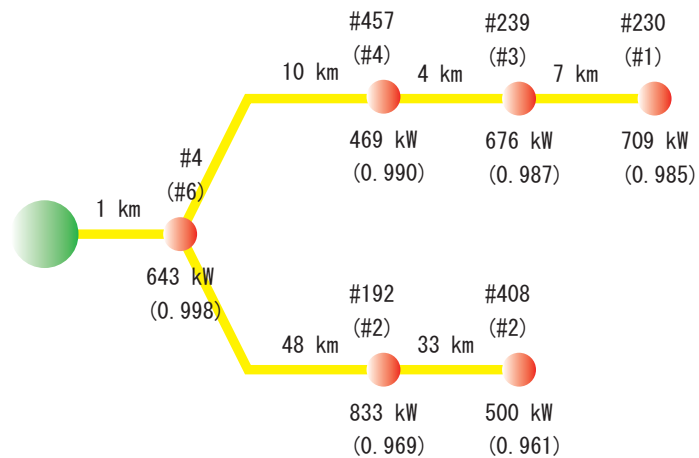 #457 #239 #230
(#4) (#3) (#1)
10 km 4 km 7 km
469 kW 676 kW 709 kW
(0.990) (0.987) (0.985)
#4
(#6)
1 km
643 kW
(0.998)
#192 #408
(#2) (#2)
48 km 33 km
833 kW 500 kW
(0.969) (0.961)